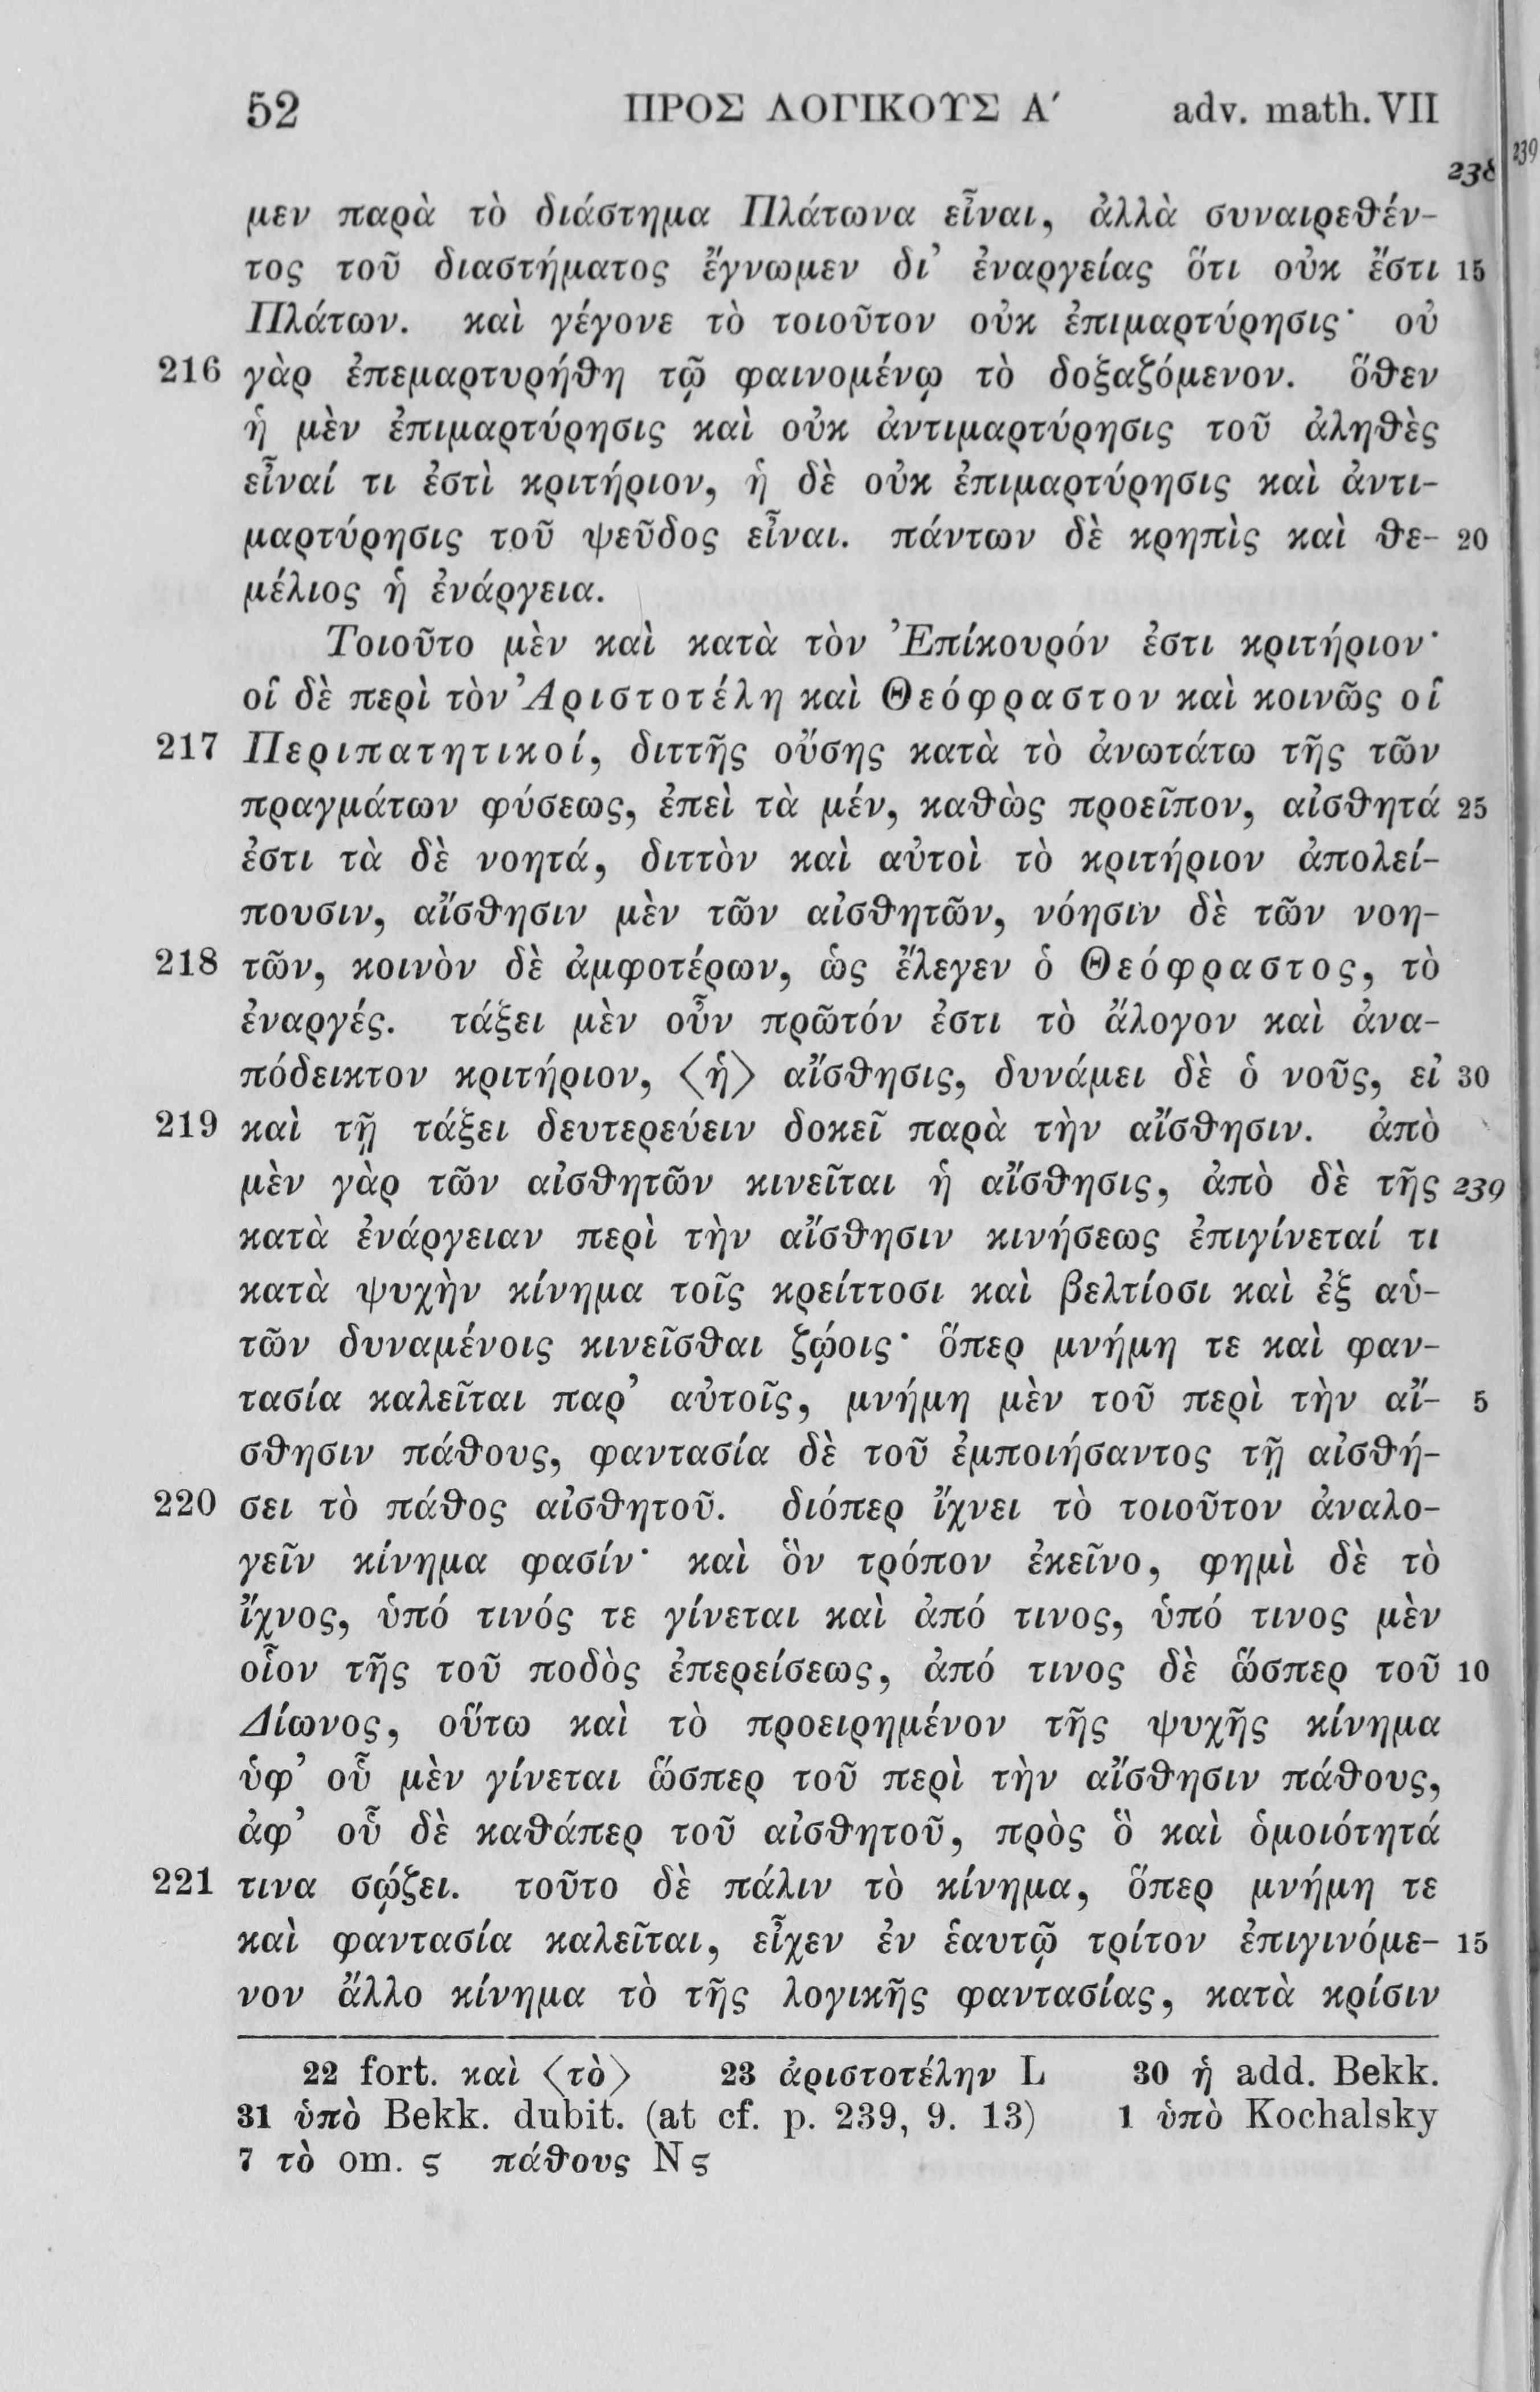 52 ΠΡΟΣ ΛΟΓΙΚΟΥΣ Α′ adv. math. VII
238 239
μεν παρὰ τὸ διάστημα Πλάτωνα εἶναι, ἀλλὰ συναιρεθέν-
τος τοῦ διαστήματος ἔγνωμεν δι’ ἐναργείας ὅτι οὐκ ἔστι 15
Πλάτων. καὶ γέγονε τὸ τοιοῦτον οὐκ ἐπιμαρτύρησις· οὐ
216 γὰρ ἐπεμαρτυρήθη τῷ φαινομένῳ τὸ δοξαζόμενον. ὅθεν
ἡ μὲν ἐπιμαρτύρησις καὶ οὐκ ἀντιμαρτύρησις τοῦ ἀληθὲς
εἶναί τι ἐστὶ κριτήριον, ἡ δὲ οὐκ ἐπιμαρτύρησις καὶ ἀντι-
μαρτύρησις τοῦ ψεῦδος εἶναι. πάντων δὲ κρηπὶς καὶ θε- 20
μέλιος ἡ ἐνάργεια.
Τοιοῦτο μὲν καὶ κατὰ τὸν Ἐπίκουρόν ἐστι κριτήριον·
οἱ δὲ περὶ τὸν Ἀριστοτέλη καὶ Θεόφραστον καὶ κοινῶς οἱ
217 Περιπατητικοί, διττῆς οὔσης κατὰ τὸ ἀνωτάτω τῆς τῶν
πραγμάτων φύσεως, ἐπεὶ τὰ μέν, καθὼς προεῖπον, αἰσθητά 25
ἐστι τὰ δὲ νοητά, διττὸν καὶ αὐτοὶ τὸ κριτήριον ἀπολεί-
πουσιν, αἴσθησιν μὲν τῶν αἰσθητῶν, νόησιν δὲ τῶν νοη-
218 τῶν, κοινὸν δὲ ἀμφοτέρων, ὡς ἔλεγεν ὁ Θεόφραστος, τὸ
ἐναργές. τάξει μὲν οὖν πρῶτόν ἐστι τὸ ἄλογον καὶ ἀνα-
πόδεικτον κριτήριον, ⟨ἡ⟩ αἴσθησις, δυνάμει δὲ ὁ νοῦς, εἰ 30
219 καὶ τῇ τάξει δευτερεύειν δοκεῖ παρὰ τὴν αἴσθησιν. ἀπὸ
μὲν γὰρ τῶν αἰσθητῶν κινεῖται ἡ αἴσθησις, ἀπὸ δὲ τῆς 239
κατὰ ἐνάργειαν περὶ τὴν αἴσθησιν κινήσεως ἐπιγίνεταί τι
κατὰ ψυχὴν κίνημα τοῖς κρείττοσι καὶ βελτίοσι καὶ ἐξ αὑ-
τῶν δυναμένοις κινεῖσθαι ζῴοις· ὅπερ μνήμη τε καὶ φαν-
τασία καλεῖται παρ’ αὐτοῖς, μνήμη μὲν τοῦ περὶ τὴν αἴ- 5
σθησιν πάθους, φαντασία δὲ τοῦ ἐμποιήσαντος τῇ αἰσθή-
220 σει τὸ πάθος αἰσθητοῦ. διόπερ ἴχνει τὸ τοιοῦτον ἀναλο-
γεῖν κίνημα φασίν· καὶ ὃν τρόπον ἐκεῖνο, φημὶ δὲ τὸ
ἴχνος, ὑπό τινός τε γίνεται καὶ ἀπό τινος, ὑπό τινος μὲν
οἷον τῆς τοῦ ποδὸς ἐπερείσεως, ἀπό τινος δὲ ὥσπερ τοῦ 10
Δίωνος, οὕτω καὶ τὸ προειρημένον τῆς ψυχῆς κίνημα
ὑφ’ οὗ μὲν γίνεται ὥσπερ τοῦ περὶ τὴν αἴσθησιν πάθους,
ἀφ’ οὗ δὲ καθάπερ τοῦ αἰσθητοῦ, πρὸς ὃ καὶ ὁμοιότητά
221 τινα σῴζει. τοῦτο δὲ πάλιν τὸ κίνημα, ὅπερ μνήμη τε
καὶ φαντασία καλεῖται, εἶχεν ἐν ἑαυτῷ τρίτον ἐπιγινόμε- 15
νον ἄλλο κίνημα τὸ τῆς λογικῆς φαντασίας, κατὰ κρίσιν
22 fort. καὶ ⟨τὸ⟩ 23 ἀριστοτέλην L 30 ἡ add. Bekk.
31 ὑπὸ Bekk. dubit. (at cf. p. 239, 9. 13) 1 ὑπὸ Kochalsky
7 τὸ om. ς πάθους N ς